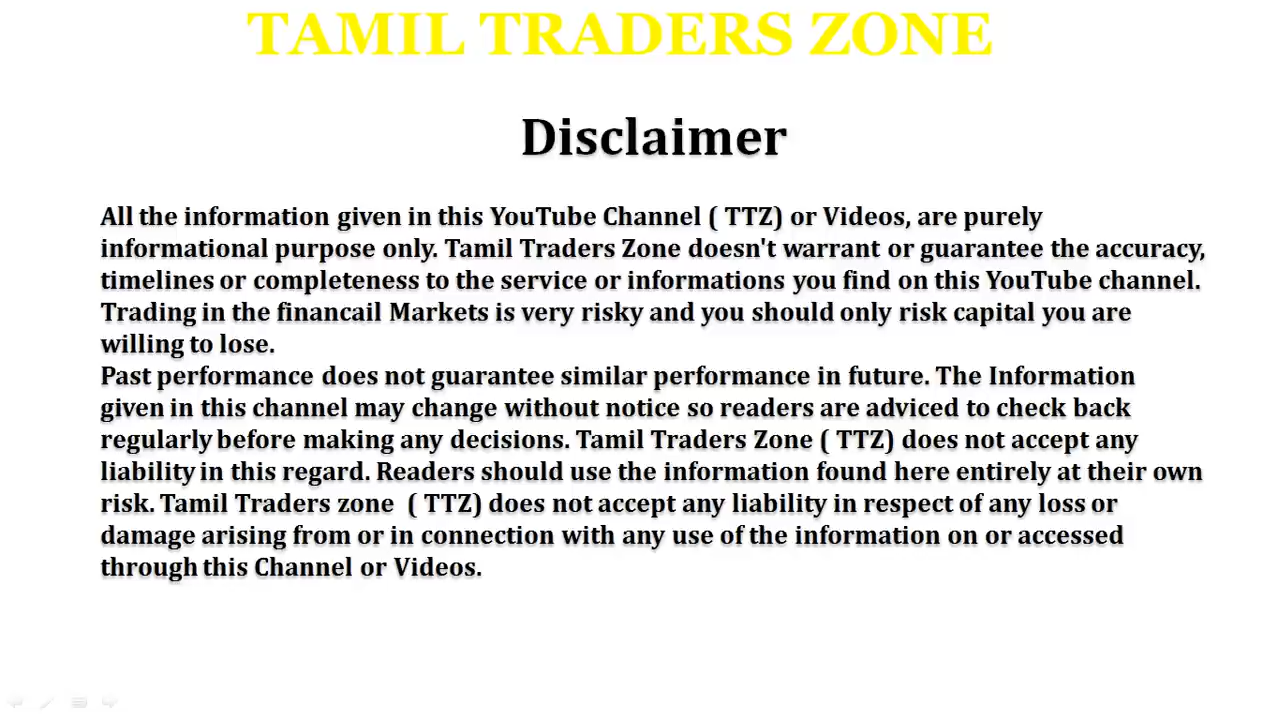 TAMIL TRADERS ZONE
Disclaimer
All the information given in this YouTube Channel ( TTZ) or Videos, are purely
informational purpose only. Tamil Traders Zone doesn't warrant or guarantee the accuracy,
timelines or completeness to the service or informations you find on this YouTube channel.
Trading in the financail Markets is very risky and you should only risk capital you are
willing to lose.
Past performance does not guarantee similar performance in future. The Information
given in this channel may change without notice so readers are adviced to check back
regularly before making any decisions. Tamil Traders Zone ( TTZ) does not accept any
liability in this regard. Readers should use the information found here entirely at their own
risk. Tamil Traders zone  ( TTZ) does not accept any liability in respect of any loss or
damage arising from or in connection with any use of the information on or accessed
through this Channel or Videos.